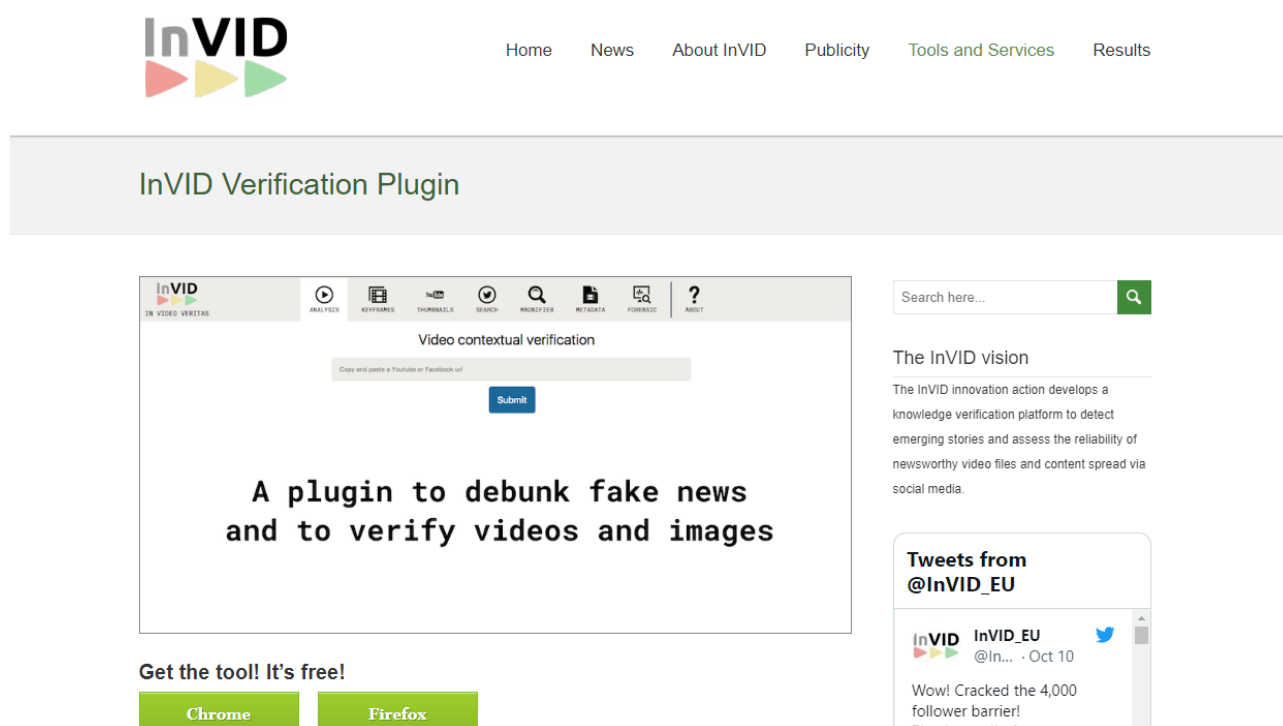 InVID
Home News About InVID Publicity Tools and Services Results
InVID Verification Plugin
InVID
IN VIDEO VERITAS
ANALYSIS KEYFRAMES THUMBNAILS SEARCH MAGNIFIER METADATA FORENSIC ABOUT
Video contextual verification
Copy and paste a Youtube or Facebook url
Submit
A plugin to debunk fake news
and to verify videos and images
Get the tool! It's free!
Chrome Firefox
Search here...
The InVID vision
The InVID innovation action develops a
knowledge verification platform to detect
emerging stories and assess the reliability of
newsworthy video files and content spread via
social media.
Tweets from
@InVID_EU
InVID
InVID_EU
@In... · Oct 10
Wow! Cracked the 4,000
follower barrier!